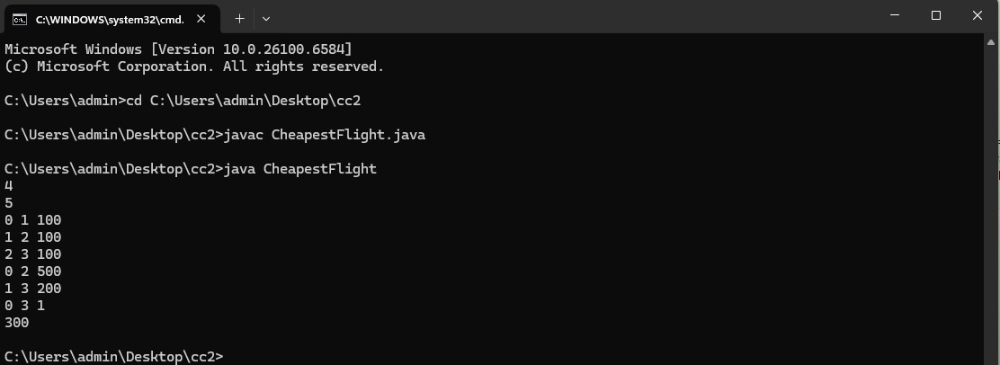 C:\WINDOWS\system32\cmd.
Microsoft Windows [Version 10.0.26100.6584]
(c) Microsoft Corporation. All rights reserved.
C:\Users\admin>cd C:\Users\admin\Desktop\cc2
C:\Users\admin\Desktop\cc2>javac CheapestFlight.java
C:\Users\admin\Desktop\cc2>java CheapestFlight
4
5
0 1 100
1 2 100
2 3 100
0 2 500
1 3 200
0 3 1
300
C:\Users\admin\Desktop\cc2>